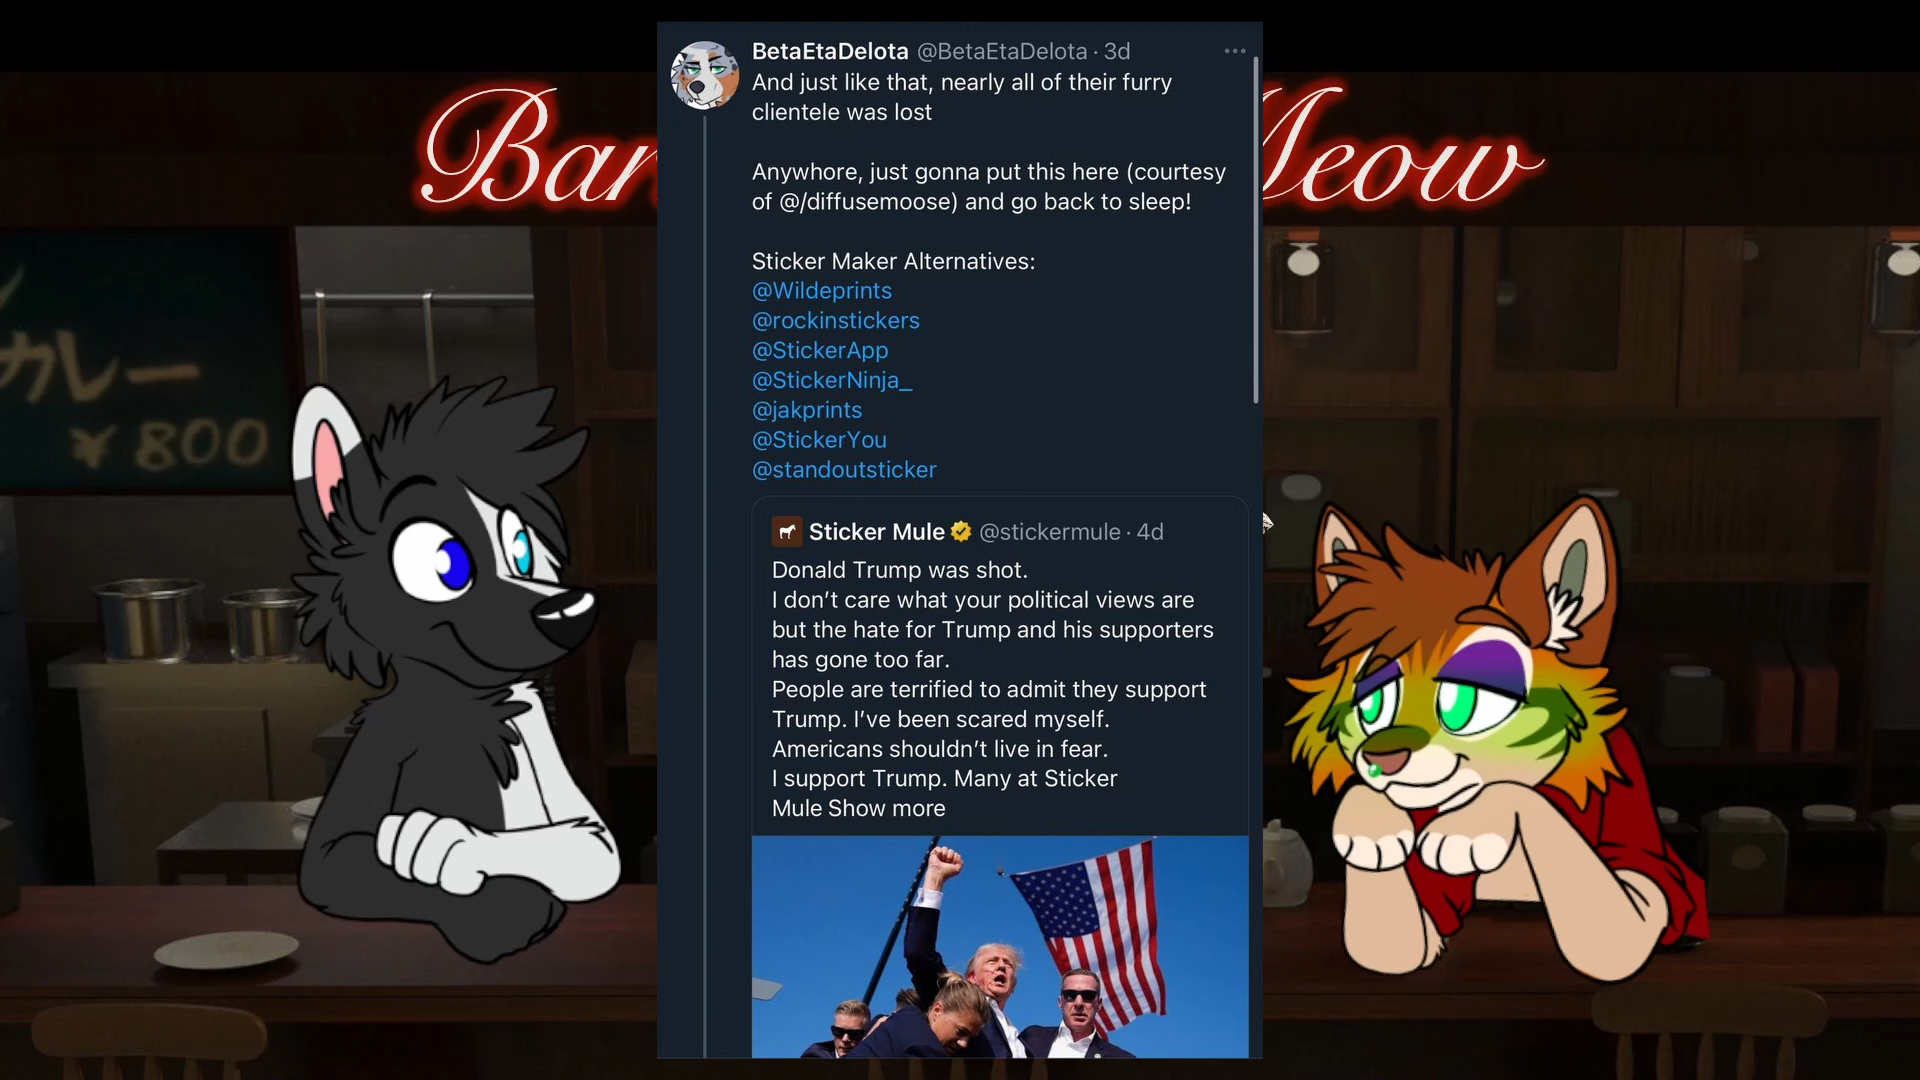 Bar
Meow
BetaEtaDelota @BetaEtaDelota · 3d
And just like that, nearly all of their furry
clientele was lost
Anywhore, just gonna put this here (courtesy
of @/diffusemoose) and go back to sleep!
Sticker Maker Alternatives:
@Wildeprints
@rockinstickers
@StickerApp
@StickerNinja_
@jakprints
@StickerYou
@standoutsticker
Sticker Mule @stickermule · 4d
Donald Trump was shot.
I don’t care what your political views are
but the hate for Trump and his supporters
has gone too far.
People are terrified to admit they support
Trump. I’ve been scared myself.
Americans shouldn’t live in fear.
I support Trump. Many at Sticker
Mule Show more
カレー
¥800